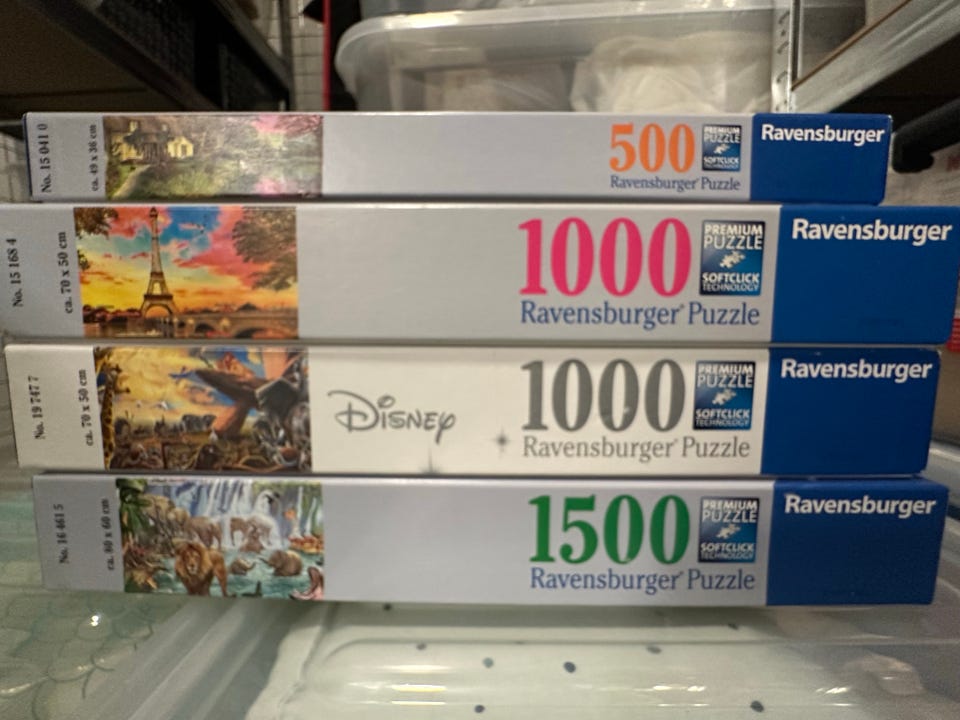 No. 15 041 0
ca. 49 x 36 cm
500
PREMIUM
PUZZLE
SOFTCLICK
TECHNOLOGY
Ravensburger® Puzzle
Ravensburger
No. 15 168 4
ca. 70 x 50 cm
1000
PREMIUM
PUZZLE
SOFTCLICK
TECHNOLOGY
Ravensburger® Puzzle
Ravensburger
No. 19 747 7
ca. 70 x 50 cm
Disney
1000
PREMIUM
PUZZLE
SOFTCLICK
TECHNOLOGY
Ravensburger® Puzzle
Ravensburger
No. 16 461 5
ca. 80 x 60 cm
1500
PREMIUM
PUZZLE
SOFTCLICK
TECHNOLOGY
Ravensburger® Puzzle
Ravensburger